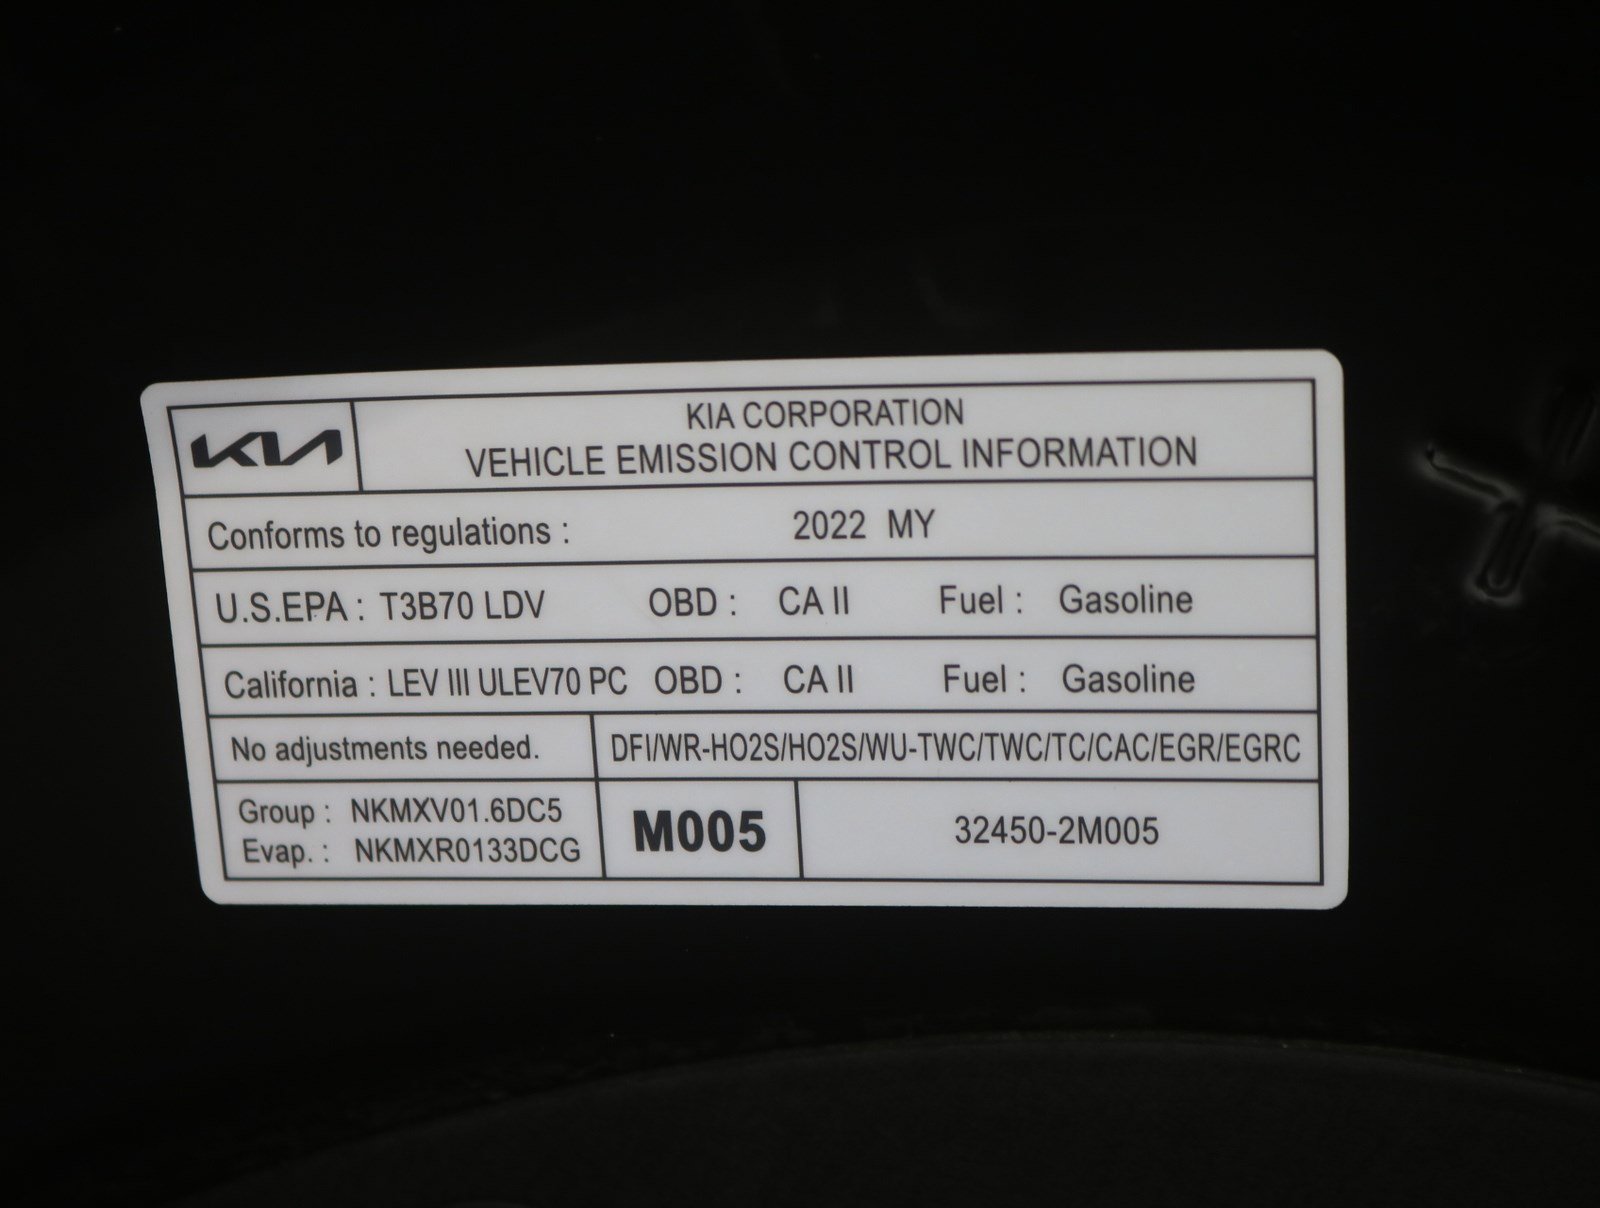 KIA
KIA CORPORATION
VEHICLE EMISSION CONTROL INFORMATION
Conforms to regulations : 2022 MY
U.S.EPA : T3B70 LDV OBD : CA II Fuel : Gasoline
California : LEV III ULEV70 PC OBD : CA II Fuel : Gasoline
No adjustments needed. DFI/WR-HO2S/HO2S/WU-TWC/TWC/TC/CAC/EGR/EGRC
Group : NKMXV01.6DC5
Evap. : NKMXR0133DCG
M005
32450-2M005